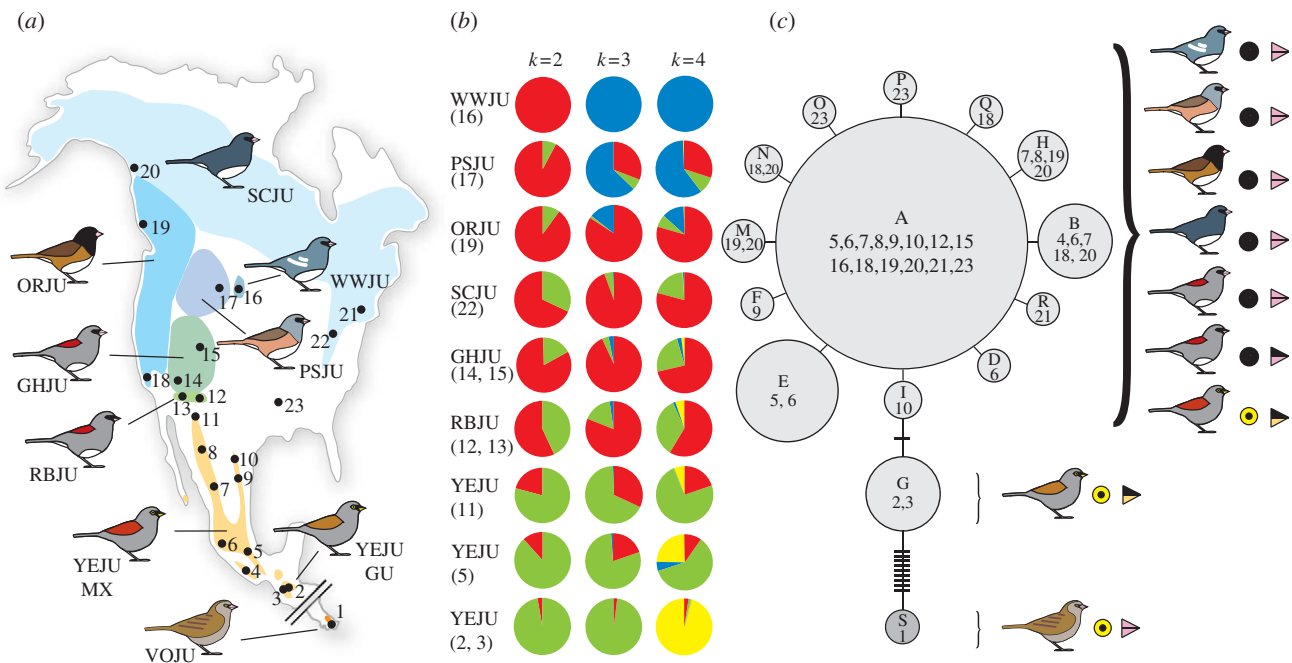 (a)
20
SCJU
19
ORJU
17
16
WWJU
21
22
15
PSJU
GHJU
18
14
13
12
23
11
RBJU
8
10
9
7
6
5
YEJU
MX
4
YEJU
GU
3
2
1
VOJU
(b)
k=2
k=3
k=4
WWJU
(16)
PSJU
(17)
ORJU
(19)
SCJU
(22)
GHJU
(14, 15)
RBJU
(12, 13)
YEJU
(11)
YEJU
(5)
YEJU
(2, 3)
(c)
P
23
O
23
Q
18
N
18,20
H
7,8,19
20
M
19,20
A
5,6,7,8,9,10,12,15
16,18,19,20,21,23
B
4,6,7
18, 20
F
9
R
21
E
5, 6
D
6
I
10
G
2,3
S
1